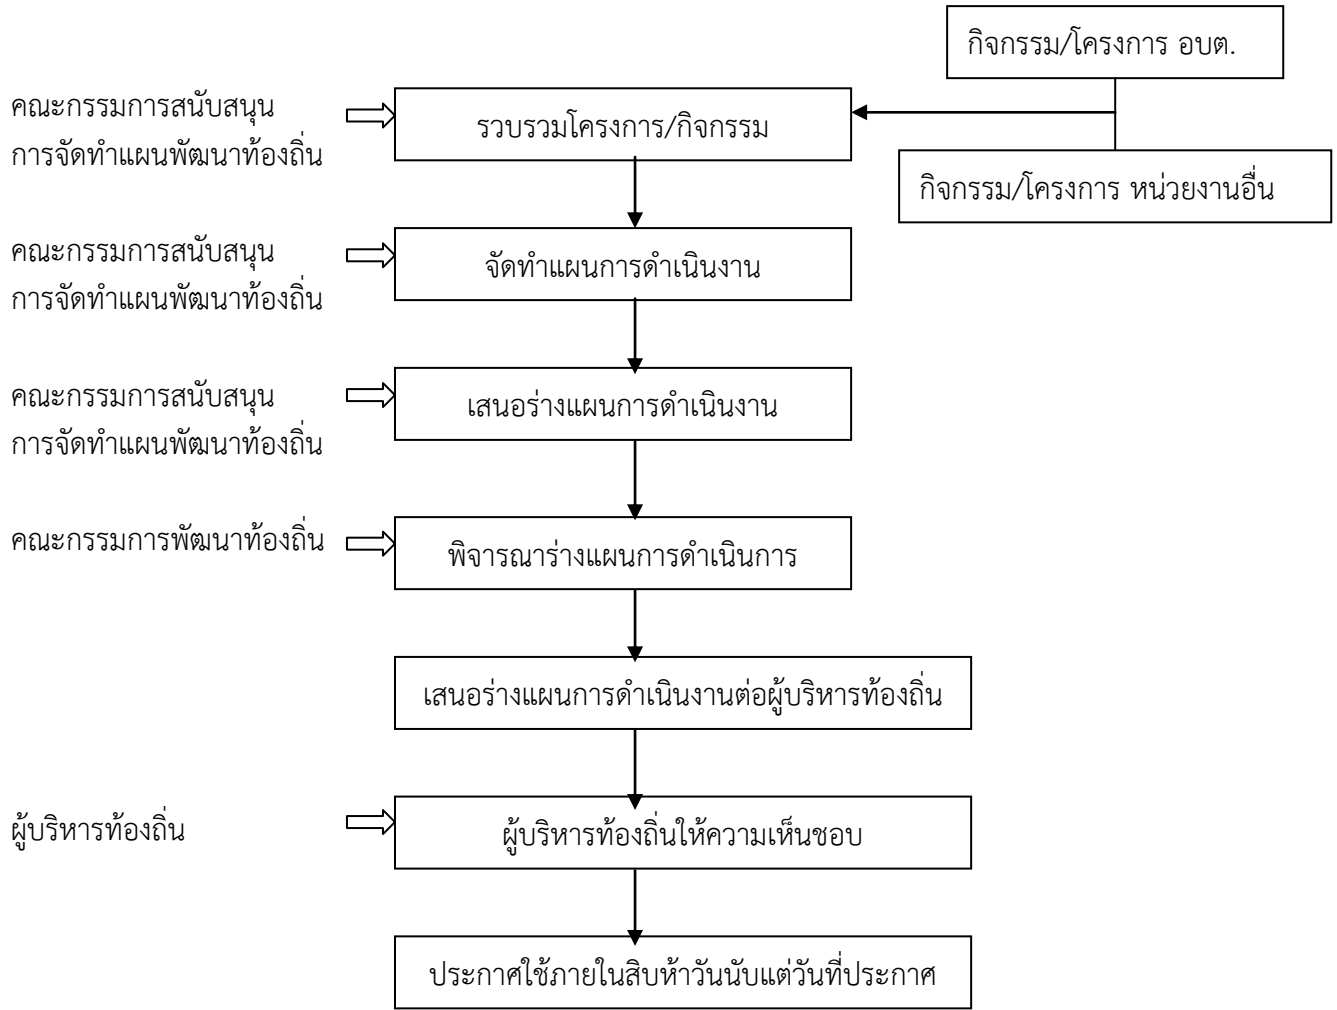 กิจกรรม/โครงการ อบต.
คณะกรรมการสนับสนุน
การจัดทำแผนพัฒนาท้องถิ่น
รวบรวมโครงการ/กิจกรรม
กิจกรรม/โครงการ หน่วยงานอื่น
คณะกรรมการสนับสนุน
การจัดทำแผนพัฒนาท้องถิ่น
จัดทำแผนการดำเนินงาน
คณะกรรมการสนับสนุน
การจัดทำแผนพัฒนาท้องถิ่น
เสนอร่างแผนการดำเนินงาน
คณะกรรมการพัฒนาท้องถิ่น
พิจารณาร่างแผนการดำเนินการ
เสนอร่างแผนการดำเนินงานต่อผู้บริหารท้องถิ่น
ผู้บริหารท้องถิ่น
ผู้บริหารท้องถิ่นให้ความเห็นชอบ
ประกาศใช้ภายในสิบห้าวันนับแต่วันที่ประกาศ